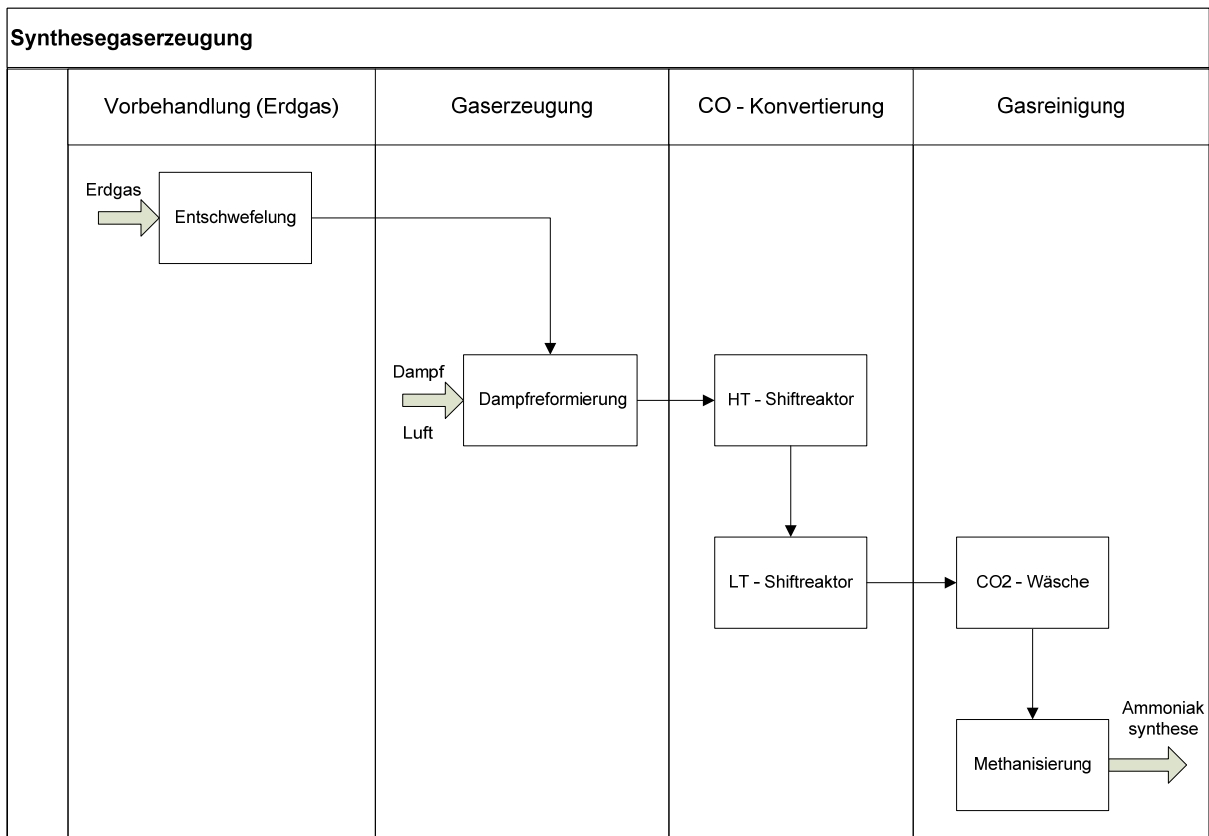 Synthesegaserzeugung
Vorbehandlung (Erdgas)
Gaserzeugung
CO - Konvertierung
Gasreinigung
Erdgas
Entschwefelung
Dampf
Luft
Dampfreformierung
HT - Shiftreaktor
LT - Shiftreaktor
CO2 - Wäsche
Methanisierung
Ammoniak
synthese